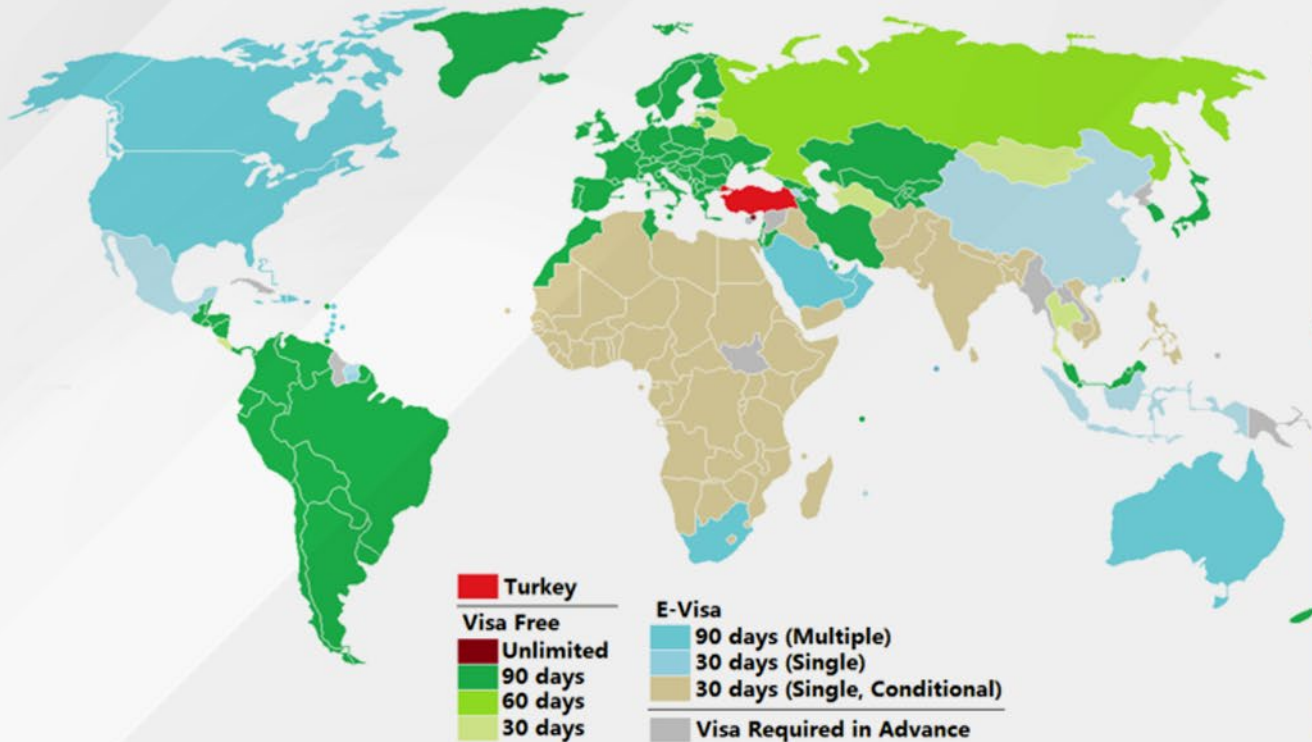 Turkey
Visa Free
Unlimited
90 days
60 days
30 days
E-Visa
90 days (Multiple)
30 days (Single)
30 days (Single, Conditional)
Visa Required in Advance